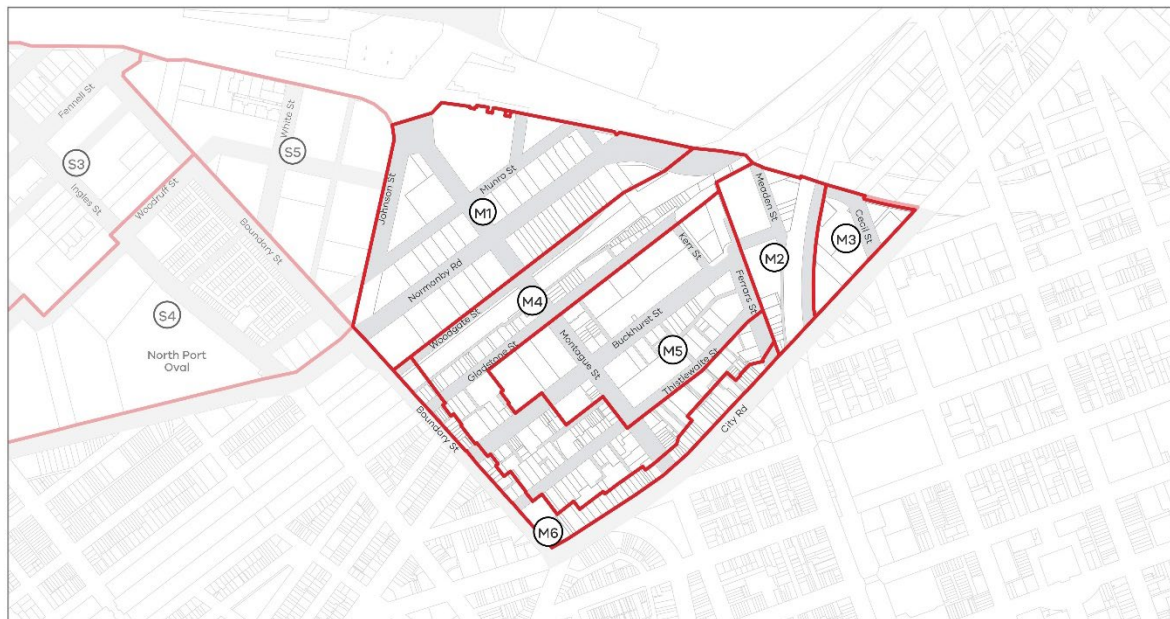 Fennell St
White St
S3
S5
Ingles St
Woodruff St
Boundary St
S4
North Port
Oval
Johnson St
Munro St
M1
Normanby Rd
Meaden St
Cecil St
M3
M2
Kerr St
Ferrars St
M4
Woodgate St
Buckhurst St
M5
Gladstone St
Montague St
Thistlewaite St
Boundary St
City Rd
M6